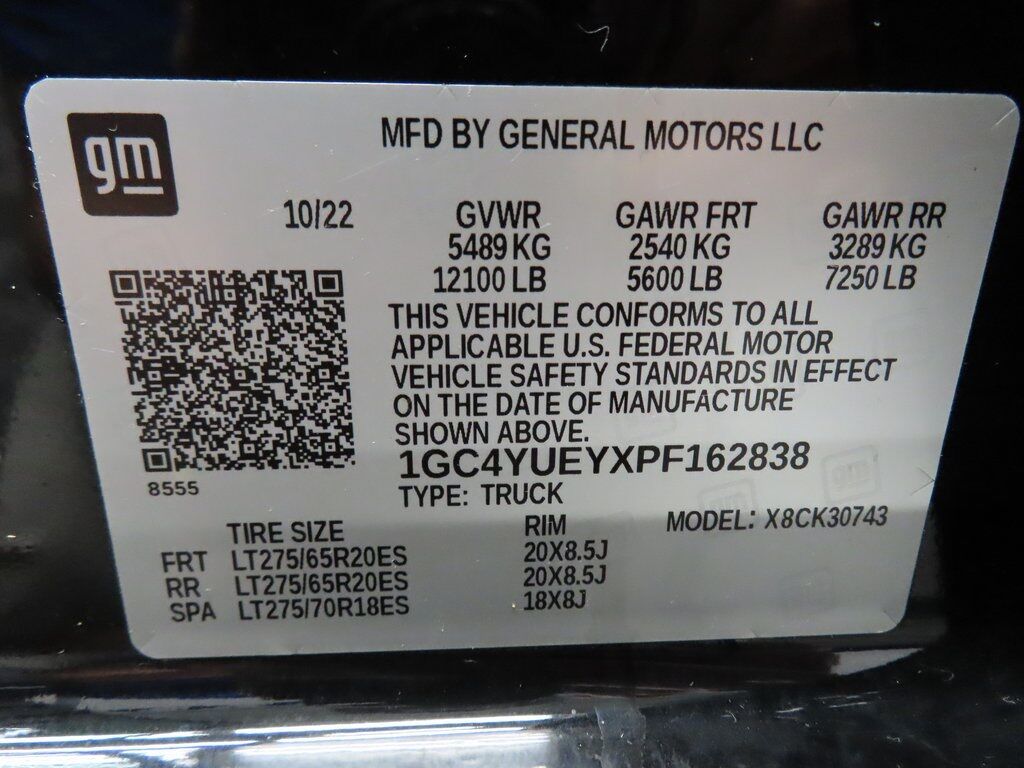 gm
MFD BY GENERAL MOTORS LLC
10/22 GVWR GAWR FRT GAWR RR
5489 KG 2540 KG 3289 KG
12100 LB 5600 LB 7250 LB
THIS VEHICLE CONFORMS TO ALL
APPLICABLE U.S. FEDERAL MOTOR
VEHICLE SAFETY STANDARDS IN EFFECT
ON THE DATE OF MANUFACTURE
SHOWN ABOVE.
1GC4YUEYXPF162838
8555
TYPE: TRUCK
MODEL: X8CK30743
TIRE SIZE RIM
FRT LT275/65R20ES 20X8.5J
RR LT275/65R20ES 20X8.5J
SPA LT275/70R18ES 18X8J